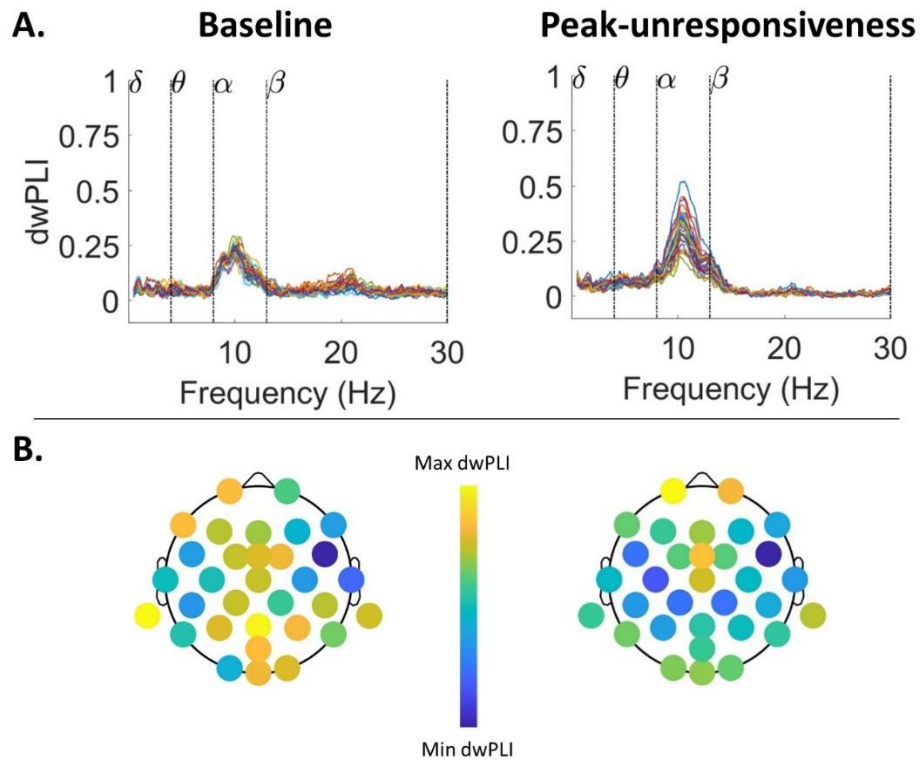 A.
Baseline
Peak-unresponsiveness
1
δ
θ
α
β
0.75
0.5
0.25
0
dwPLI
10
20
30
Frequency (Hz)
1
δ
θ
α
β
0.75
0.5
0.25
0
10
20
30
Frequency (Hz)
B.
Max dwPLI
Min dwPLI